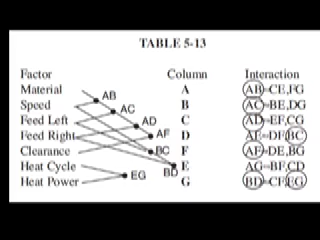 TABLE 5-13
Factor Column Interaction
Material A AB=CE,FG
Speed B AC=BE,DG
Feed Left C AD=EF,CG
Feed Right D AE=DF,BC
Clearance F AF=DE,BG
Heat Cycle E AG=BF,CD
Heat Power G BD=CF,EG
AB
AC
AD
AF
BC
BD
EG